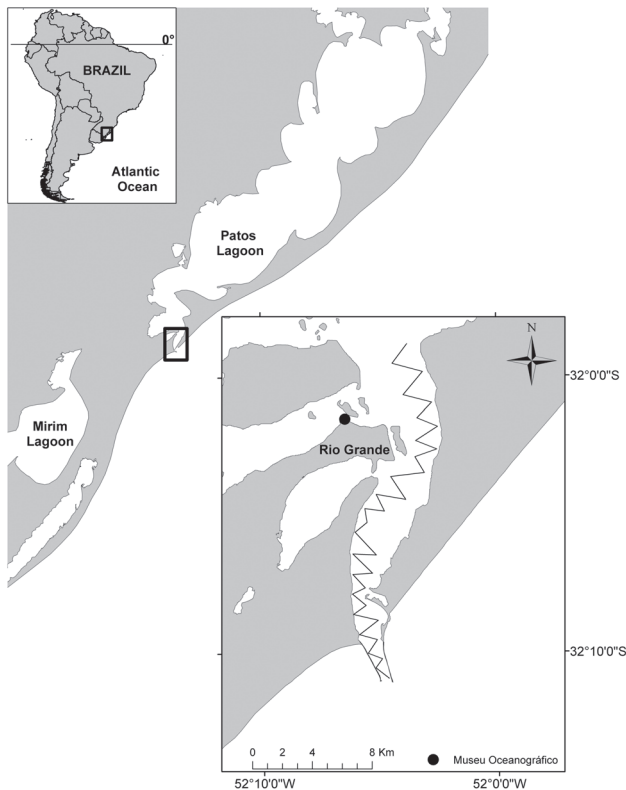 0°
BRAZIL
Atlantic
Ocean
Patos
Lagoon
Mirim
Lagoon
N
32°0'0"S
Rio Grande
32°10'0"S
0 2 4 8 Km
Museu Oceanográfico
52°10'0"W 52°0'0"W